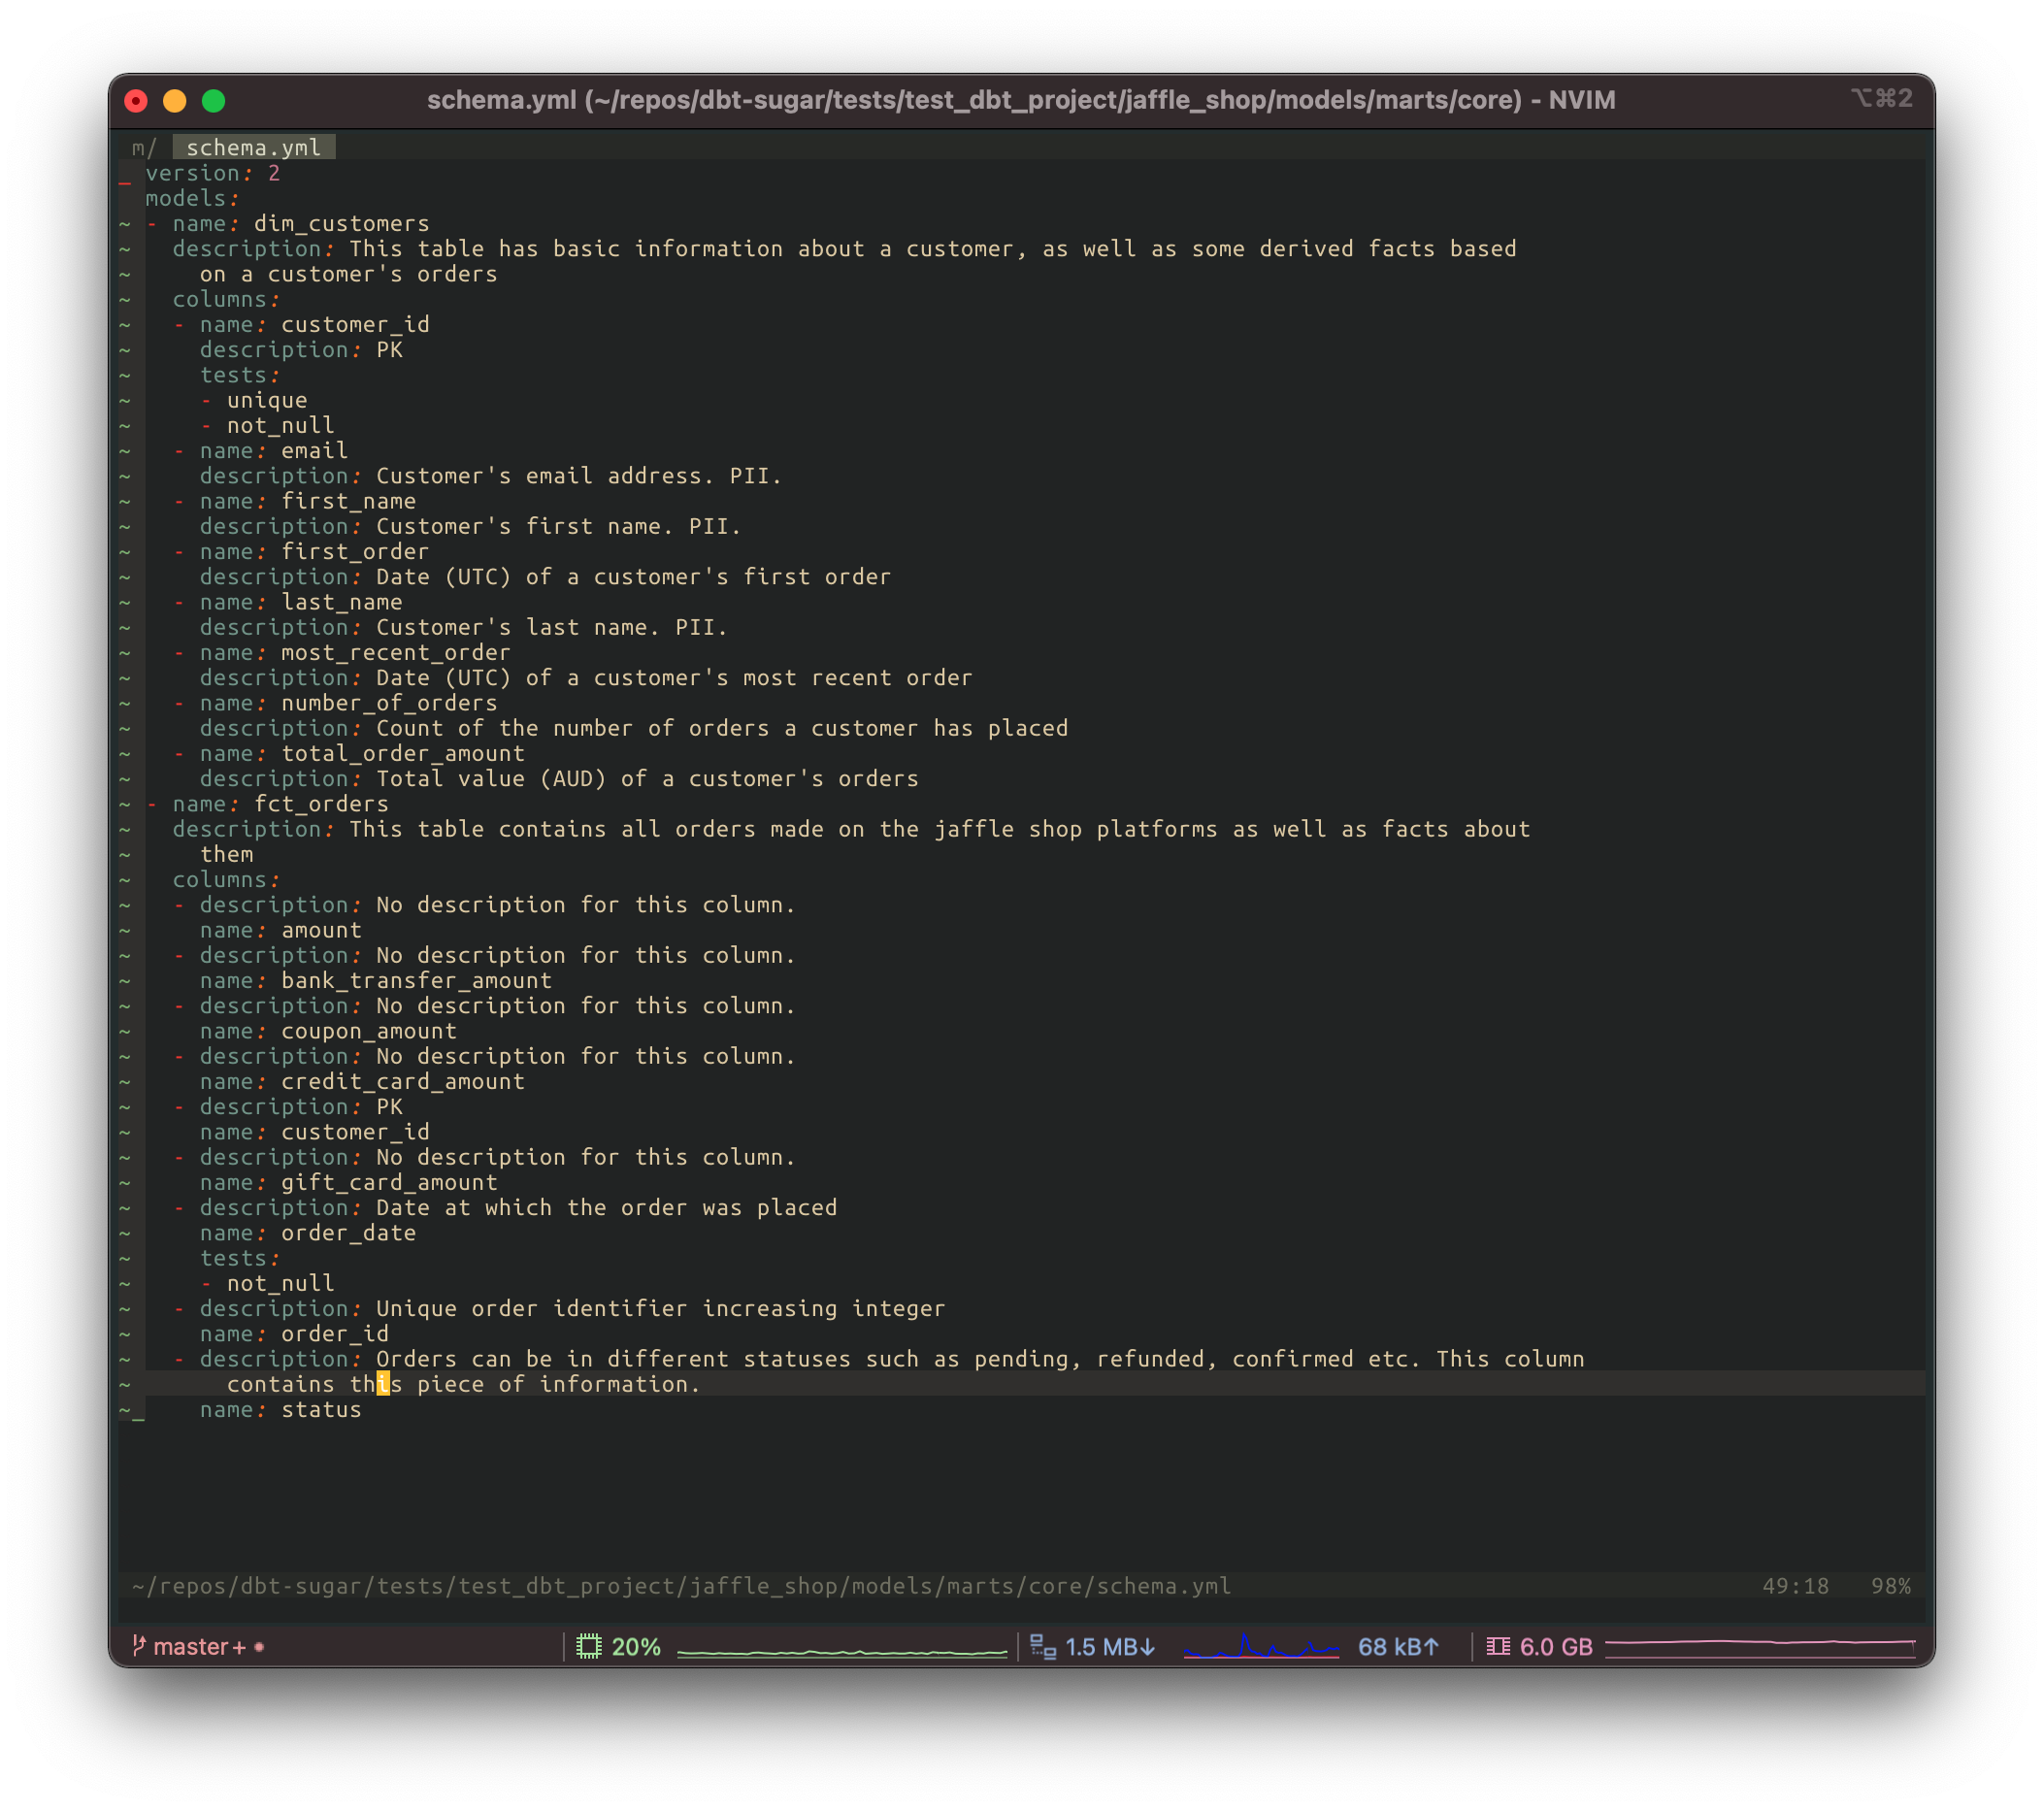 schema.yml (~/repos/dbt-sugar/tests/test_dbt_project/jaffle_shop/models/marts/core) - NVIM
⌥⌘2
m/ schema.yml
_ version: 2
models:
~ - name: dim_customers
~   description: This table has basic information about a customer, as well as some derived facts based
~     on a customer's orders
~   columns:
~   - name: customer_id
~     description: PK
~     tests:
~     - unique
~     - not_null
~   - name: email
~     description: Customer's email address. PII.
~   - name: first_name
~     description: Customer's first name. PII.
~   - name: first_order
~     description: Date (UTC) of a customer's first order
~   - name: last_name
~     description: Customer's last name. PII.
~   - name: most_recent_order
~     description: Date (UTC) of a customer's most recent order
~   - name: number_of_orders
~     description: Count of the number of orders a customer has placed
~   - name: total_order_amount
~     description: Total value (AUD) of a customer's orders
~ - name: fct_orders
~   description: This table contains all orders made on the jaffle shop platforms as well as facts about
~     them
~   columns:
~   - description: No description for this column.
~     name: amount
~   - description: No description for this column.
~     name: bank_transfer_amount
~   - description: No description for this column.
~     name: coupon_amount
~   - description: No description for this column.
~     name: credit_card_amount
~   - description: PK
~     name: customer_id
~   - description: No description for this column.
~     name: gift_card_amount
~   - description: Date at which the order was placed
~     name: order_date
~     tests:
~     - not_null
~   - description: Unique order identifier increasing integer
~     name: order_id
~   - description: Orders can be in different statuses such as pending, refunded, confirmed etc. This column
~       contains this piece of information.
~_    name: status
~/repos/dbt-sugar/tests/test_dbt_project/jaffle_shop/models/marts/core/schema.yml 49:18 98%
master+ • 20% 1.5 MB↓ 68 kB↑ 6.0 GB